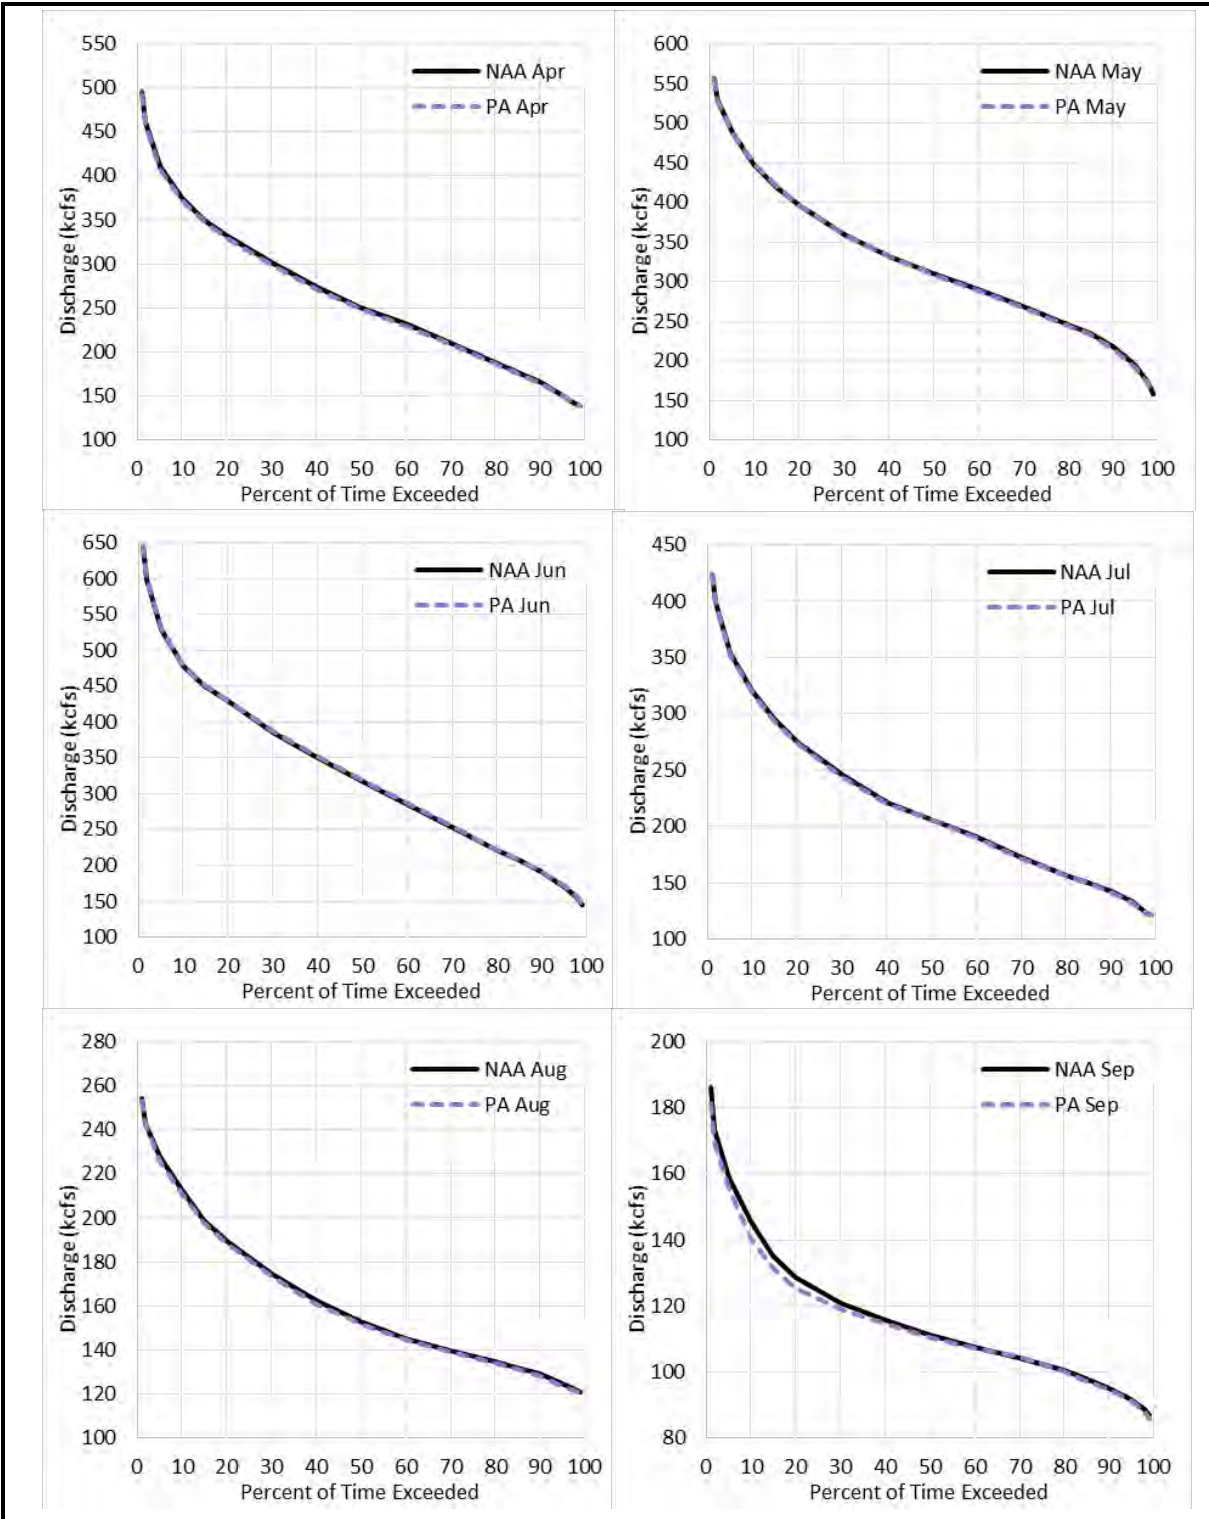 550
500
450
400
350
300
250
200
150
100
Discharge (kcfs)
NAA Apr
PA Apr
0 10 20 30 40 50 60 70 80 90 100
Percent of Time Exceeded
600
550
500
450
400
350
300
250
200
150
100
Discharge (kcfs)
NAA May
PA May
0 10 20 30 40 50 60 70 80 90 100
Percent of Time Exceeded
650
600
550
500
450
400
350
300
250
200
150
100
Discharge (kcfs)
NAA Jun
PA Jun
0 10 20 30 40 50 60 70 80 90 100
Percent of Time Exceeded
450
400
350
300
250
200
150
100
Discharge (kcfs)
NAA Jul
PA Jul
0 10 20 30 40 50 60 70 80 90 100
Percent of Time Exceeded
280
260
240
220
200
180
160
140
120
100
Discharge (kcfs)
NAA Aug
PA Aug
0 10 20 30 40 50 60 70 80 90 100
Percent of Time Exceeded
200
180
160
140
120
100
80
Discharge (kcfs)
NAA Sep
PA Sep
0 10 20 30 40 50 60 70 80 90 100
Percent of Time Exceeded